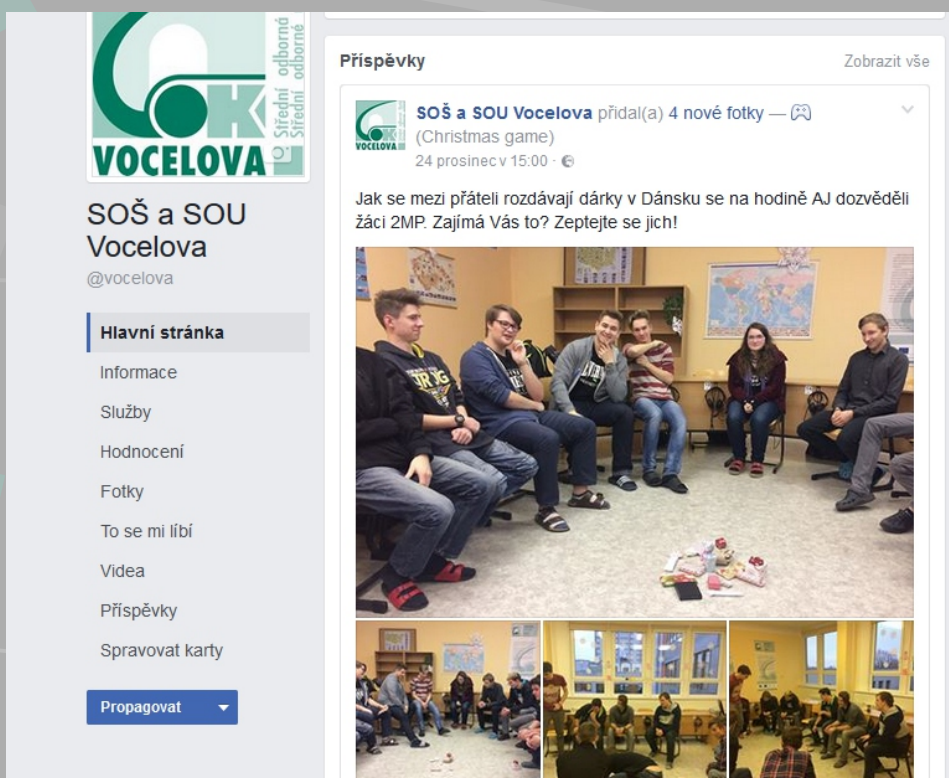 Střední odborná
Střední odborné
OK
VOCELOVA
SOŠ a SOU
Vocelova
@vocelova
Hlavní stránka
Informace
Služby
Hodnocení
Fotky
To se mi líbí
Videa
Příspěvky
Spravovat karty
Propagovat
Příspěvky
Zobrazit vše
VOCELOVA
SOŠ a SOU Vocelova přidal(a) 4 nové fotky —
(Christmas game)
24 prosinec v 15:00 ·
Jak se mezi přáteli rozdávají dárky v Dánsku se na hodině AJ dozvěděli
žáci 2MP. Zajímá Vás to? Zeptejte se jich!